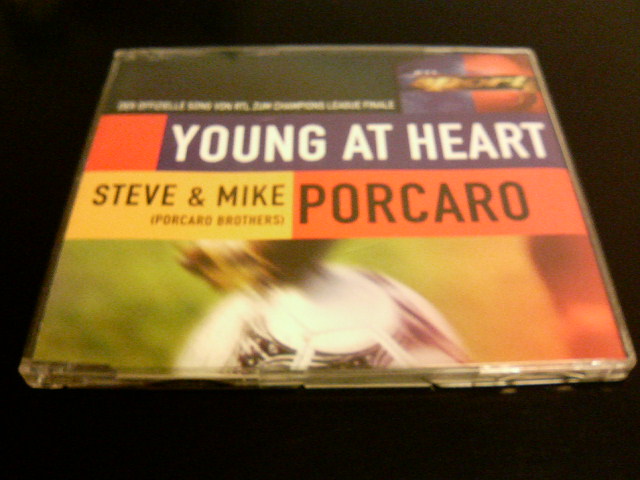 DER OFFIZIELLE SONG VON RTL ZUM CHAMPIONS LEAGUE FINALE
YOUNG AT HEART
STEVE & MIKE
(PORCARO BROTHERS)
PORCARO